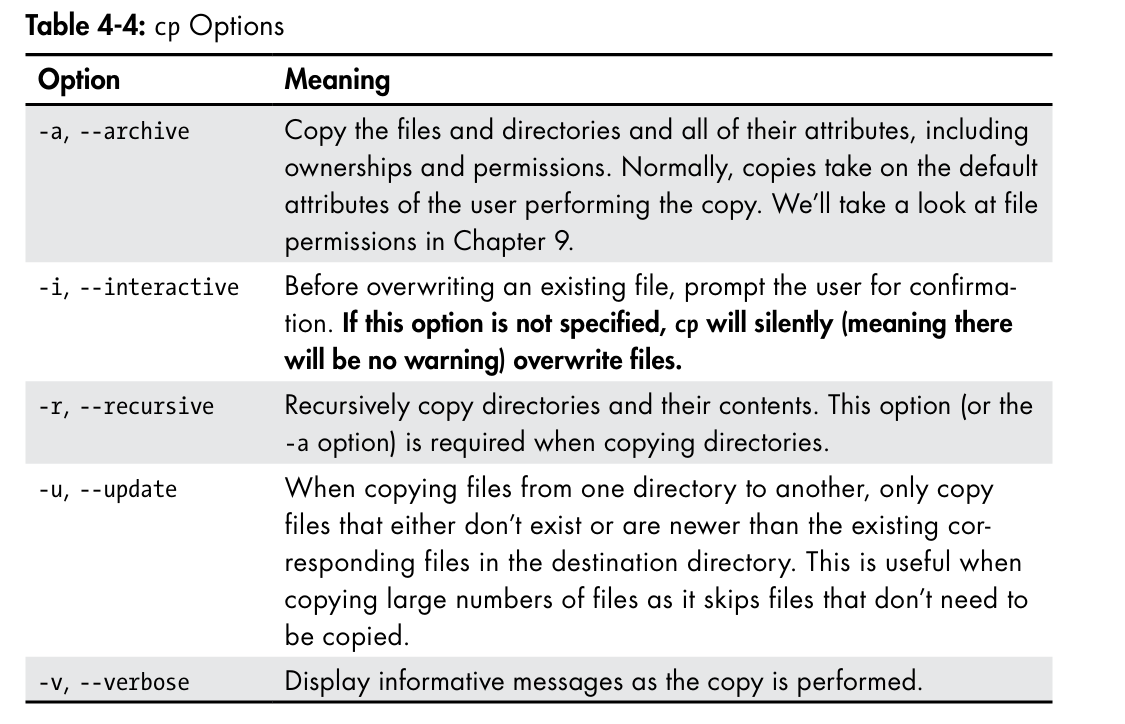 Table 4-4: cp Options
Option Meaning
-a, --archive Copy the files and directories and all of their attributes, including
ownerships and permissions. Normally, copies take on the default
attributes of the user performing the copy. We’ll take a look at file
permissions in Chapter 9.
-i, --interactive Before overwriting an existing file, prompt the user for confirma-
tion. If this option is not specified, cp will silently (meaning there
will be no warning) overwrite files.
-r, --recursive Recursively copy directories and their contents. This option (or the
-a option) is required when copying directories.
-u, --update When copying files from one directory to another, only copy
files that either don’t exist or are newer than the existing cor-
responding files in the destination directory. This is useful when
copying large numbers of files as it skips files that don’t need to
be copied.
-v, --verbose Display informative messages as the copy is performed.